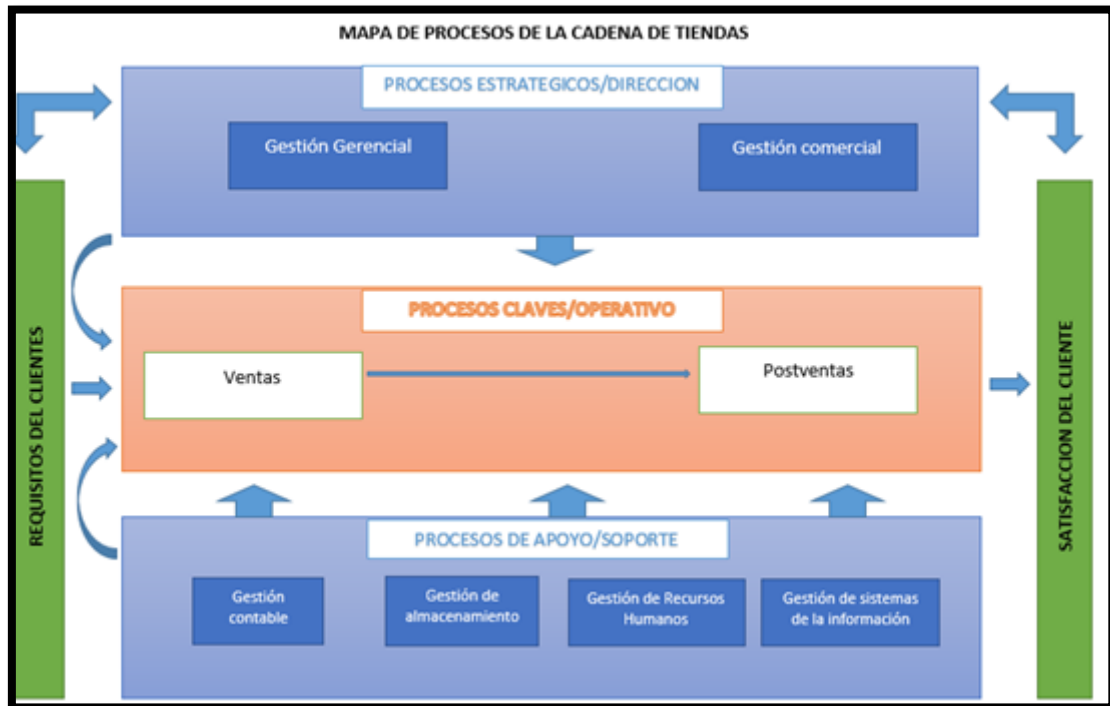 MAPA DE PROCESOS DE LA CADENA DE TIENDAS
PROCESOS ESTRATEGICOS/DIRECCION
Gestión Gerencial
Gestión comercial
REQUISITOS DEL CLIENTES
PROCESOS CLAVES/OPERATIVO
Ventas
Postventas
SATISFACCION DEL CLIENTE
PROCESOS DE APOYO/SOPORTE
Gestión
contable
Gestión de
almacenamiento
Gestión de Recursos
Humanos
Gestión de sistemas
de la información